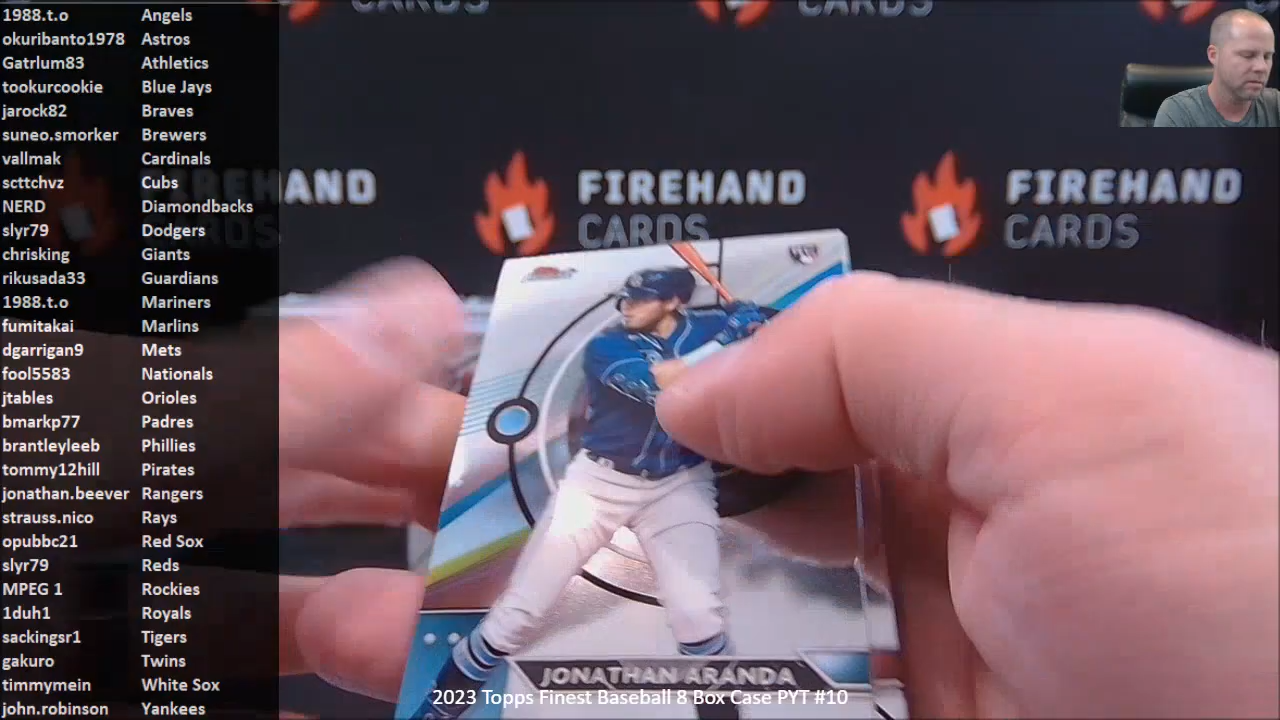 1988.t.o Angels
okuribanto1978 Astros
Gatrlum83 Athletics
tookurcookie Blue Jays
jarock82 Braves
suneo.smorker Brewers
vallmak Cardinals
scttchvz Cubs
NERD Diamondbacks
slyr79 Dodgers
chrisking Giants
rikusada33 Guardians
1988.t.o Mariners
fumitakai Marlins
dgarrigan9 Mets
fool5583 Nationals
jtables Orioles
bmarkp77 Padres
brantleyleeb Phillies
tommy12hill Pirates
jonathan.beever Rangers
strauss.nico Rays
opubbc21 Red Sox
slyr79 Reds
MPEG 1 Rockies
1duh1 Royals
sackingsr1 Tigers
gakuro Twins
timmymein White Sox
john.robinson Yankees
CARDS
CARDS
FIREHAND
CARDS
FIREHAND
CARDS
FIREHAND
CARDS
JONATHAN ARANDA
2023 Topps Finest Baseball 8 Box Case PYT #10